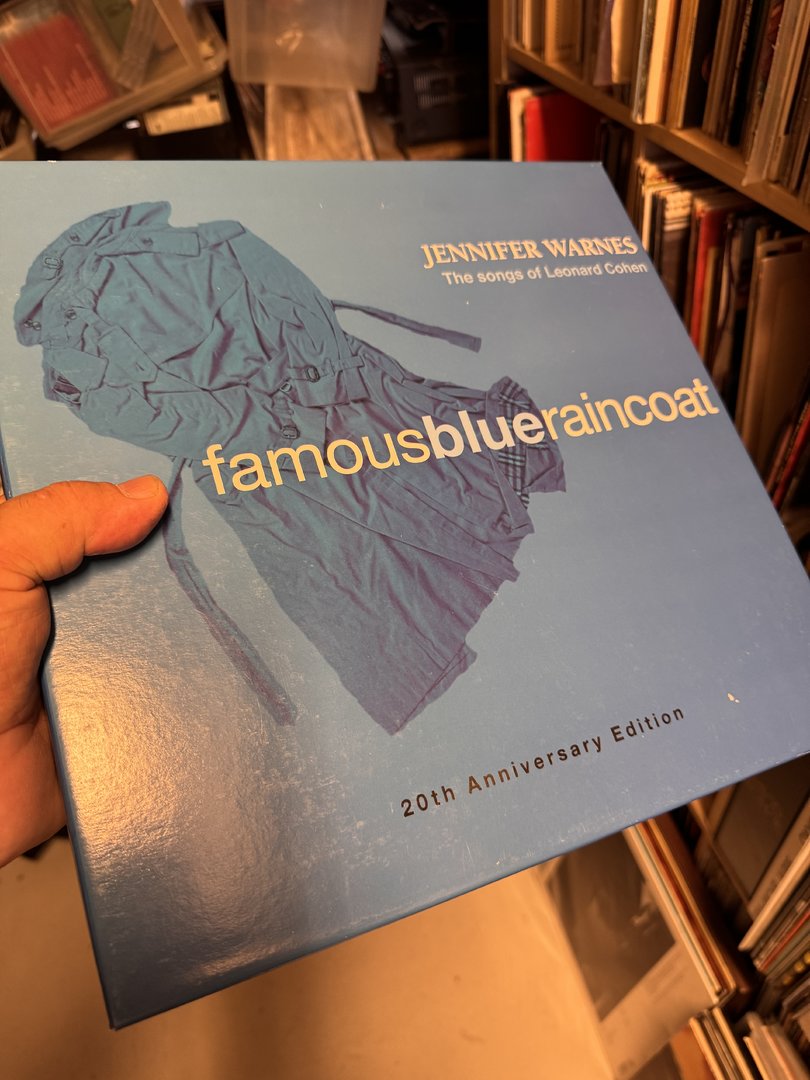 JENNIFER WARNES
The songs of Leonard Cohen
famousblueraincoat
20th Anniversary Edition